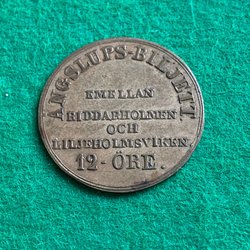 ÅNGSLUPS-BILJETT
EMELLAN
RIDDARHOLMEN
OCH
LILJEHOLMSVIKEN.
12-ÖRE.